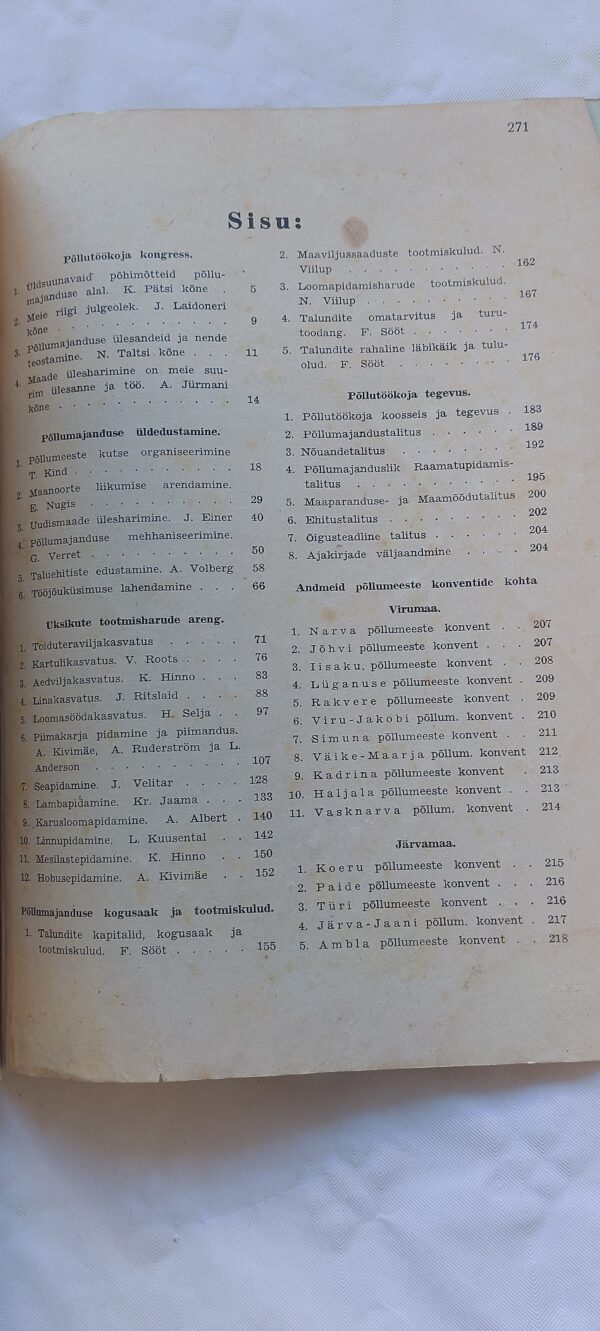 271
Sisu:
Põllutöökoja kongress.
1. Üldsuunavaid põhimõtteid põllu-
majanduse alal. K. Pätsi kõne . 5
2. Meie riigi julgeolek. J. Laidoneri
kõne . . . . . . . . . . 9
3. Põllumajanduse ülesandeid ja nende
teostamine. N. Taltsi kõne . . . 11
4. Maade ülesharimine on meie suu-
rim ülesanne ja töö. A. Jürmani
kõne . . . . . . . . . . 14
Põllumajanduse üldedustamine.
1. Põllumeeste kutse organiseerimine
T. Kind . . . . . . . . . . 18
2. Maanoorte liikumise arendamine.
E. Nugis . . . . . . . . . 29
3. Uudismaade ülesharimine. J. Einer 40
4. Põllumajanduse mehhaniseerimine.
G. Verret . . . . . . . . . 50
5. Taluehitiste edustamine. A. Volberg 58
6. Tööjõuküsimuse lahendamine . . . 66
Üksikute tootmisharude areng.
1. Toiduteraviljakasvatus . . . . . 71
2. Kartulikasvatus. V. Roots . . . . 76
3. Aedviljakasvatus. K. Hinno . . . 83
4. Linakasvatus. J. Ritslaid . . . . 88
5. Loomasöödakasvatus. H. Selja . . 97
6. Piimakarja pidamine ja piimandus.
A. Kivimäe, A. Ruderström ja L.
Anderson . . . . . . . . . 107
7. Seapidamine. J. Velitar . . . . 128
8. Lambapidamine. Kr. Jaama . . . 133
9. Karusloomapidamine. A. Albert . 140
10. Linnupidamine. L. Kuusental . . 142
11. Mesilastepidamine. K. Hinno . . 150
12. Hobusepidamine. A. Kivimäe . . 152
Põllumajanduse kogusaak ja tootmiskulud.
1. Talundite kapitalid, kogusaak ja
tootmiskulud. F. Sööt . . . . . 155
2. Maaviljussaaduste tootmiskulud. N.
Viilup . . . . . . . . . . 162
3. Loomapidamisharude tootmiskulud.
N. Viilup . . . . . . . . . 167
4. Talundite omatarvitus ja turu-
toodang. F. Sööt . . . . . . . 174
5. Talundite rahaline läbikäik ja tulu-
olud. F. Sööt . . . . . . . . 176
Põllutöökoja tegevus.
1. Põllutöökoja koosseis ja tegevus . 183
2. Põllumajandustalitus . . . . . . 189
3. Nõuandetalitus . . . . . . . 192
4. Põllumajanduslik Raamatupidamis-
talitus . . . . . . . . . . 195
5. Maaparanduse- ja Maamõõdutalitus 200
6. Ehitustalitus . . . . . . . . 202
7. Õigusteadline talitus . . . . . . 204
8. Ajakirjade väljaandmine . . . . 204
Andmeid põllumeeste konventide kohta
Virumaa.
1. Narva põllumeeste konvent . . 207
2. Jõhvi põllumeeste konvent . . . 207
3. Iisaku, põllumeeste konvent . . 208
4. Lüganuse põllumeeste konvent . 209
5. Rakvere põllumeeste konvent . 209
6. Viru-Jakobi põllum. konvent . 210
7. Simuna põllumeeste konvent . . 211
8. Väike-Maarja põllum. konvent 212
9. Kadrina põllumeeste konvent . 213
10. Haljala põllumeeste konvent . . 213
11. Vasknarva põllum. konvent . 214
Järvamaa.
1. Koeru põllumeeste konvent . . 215
2. Paide põllumeeste konvent . . . 216
3. Türi põllumeeste konvent . . . 216
4. Järva-Jaani põllum. konvent . 217
5. Ambla põllumeeste konvent . . 218